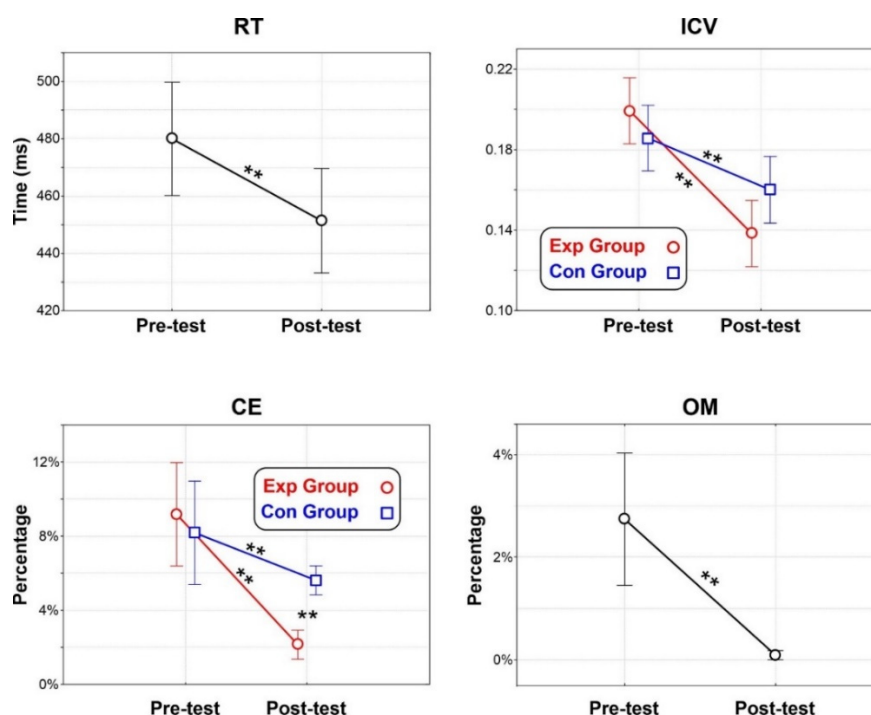 RT
500
480
460
440
420
Time (ms)
**
Pre-test
Post-test
ICV
0.22
0.18
0.14
0.10
**
**
Exp Group
Con Group
Pre-test
Post-test
CE
12%
8%
4%
0%
Percentage
Exp Group
Con Group
**
**
**
Pre-test
Post-test
OM
4%
2%
0%
Percentage
**
Pre-test
Post-test